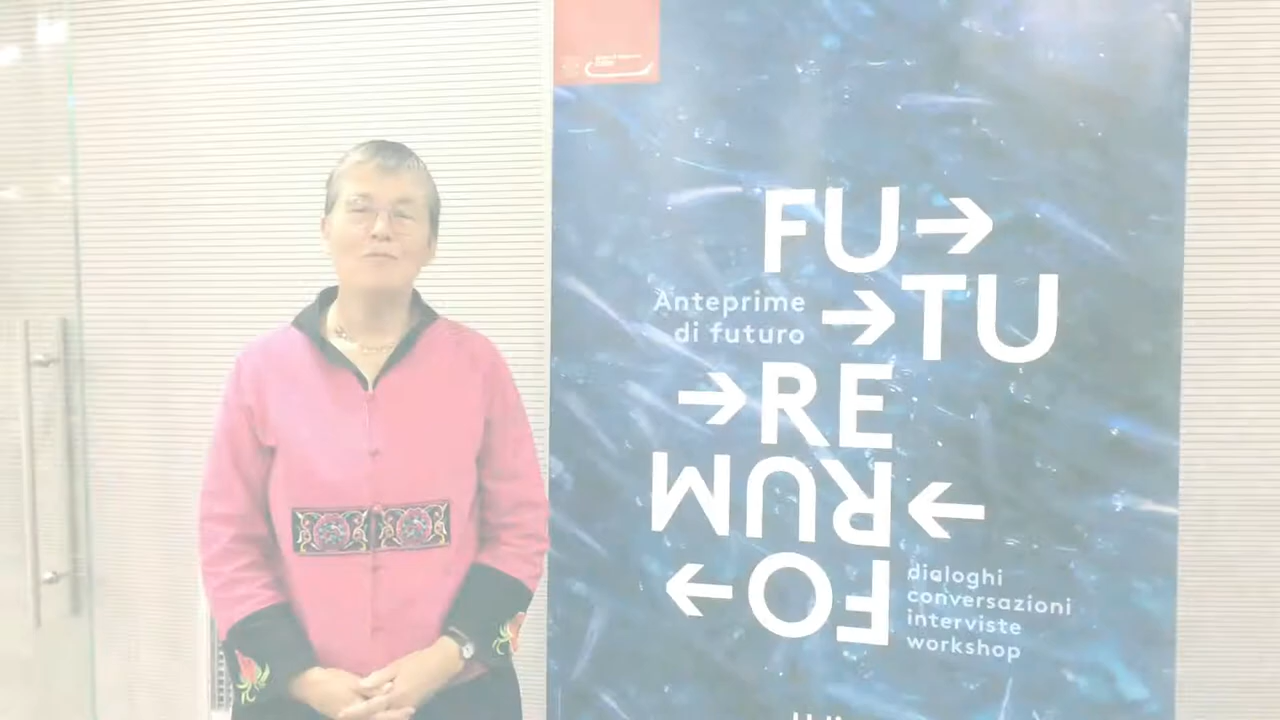 FU→
Anteprime
di futuro
→TU
→RE
RUM←
←FO
dialoghi
conversazioni
interviste
workshop